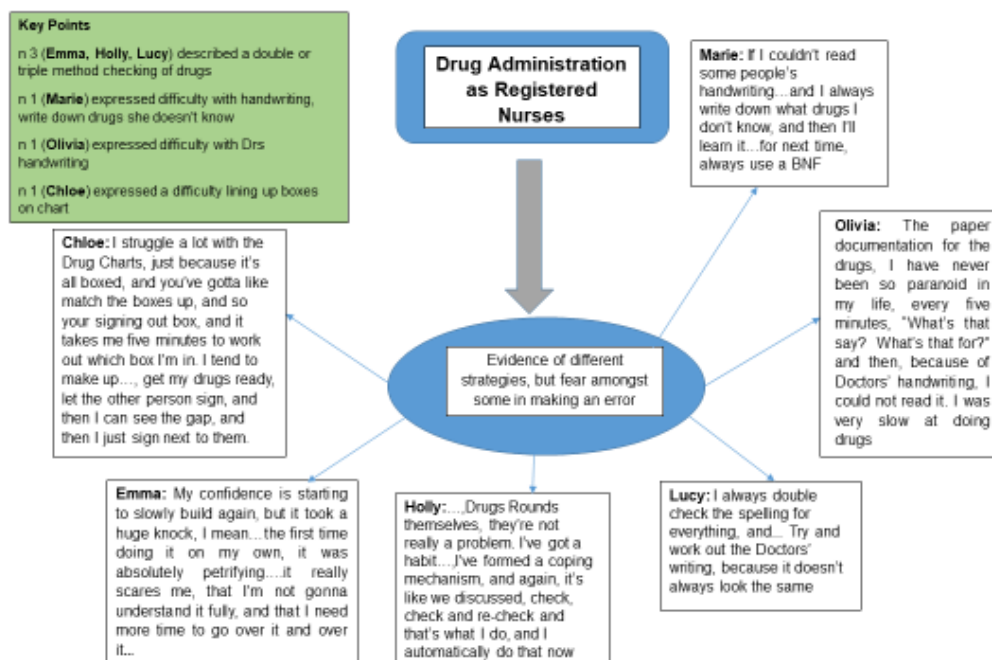 Key Points
n 3 (Emma, Holly, Lucy) described a double or
triple method checking of drugs
n 1 (Marie) expressed difficulty with handwriting,
write down drugs she doesn't know
n 1 (Olivia) expressed difficulty with Drs
handwriting
n 1 (Chloe) expressed a difficulty lining up boxes
on chart
Drug Administration
as Registered
Nurses
Marie: If I couldn't read
some people's
handwriting...and I always
write down what drugs I
don't know, and then I'll
learn it...for next time,
always use a BNF
Chloe: I struggle a lot with the
Drug Charts, just because it's
all boxed, and you've gotta like
match the boxes up, and so
your signing out box, and it
takes me five minutes to work
out which box I'm in. I tend to
make up..., get my drugs ready,
let the other person sign, and
then I can see the gap, and
then I just sign next to them.
Evidence of different
strategies, but fear amongst
some in making an error
Olivia: The paper
documentation for the
drugs, I have never
been so paranoid in
my life, every five
minutes, "What's that
say? What's that for?"
and then, because of
Doctors' handwriting, I
could not read it. I was
very slow at doing
drugs
Emma: My confidence is starting
to slowly build again, but it took a
huge knock, I mean...the first time
doing it on my own, it was
absolutely petrifying....it really
scares me, that I'm not gonna
understand it fully, and that I need
more time to go over it and over
it...
Holly:...,Drugs Rounds
themselves, they're not
really a problem. I've got a
habit...,I've formed a coping
mechanism, and again, it's
like we discussed, check,
check and re-check and
that's what I do, and I
automatically do that now
Lucy: I always double
check the spelling for
everything, and... Try and
work out the Doctors'
writing, because it doesn't
always look the same